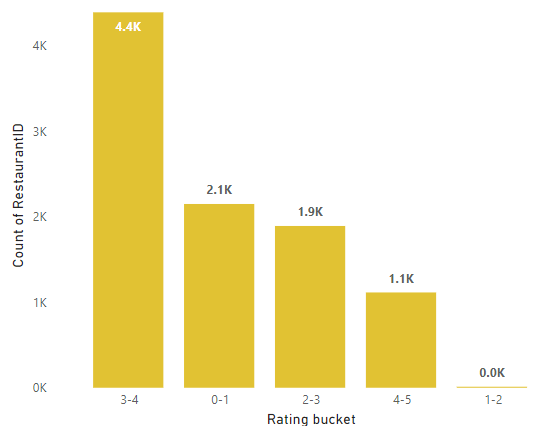 4K
3K
2K
1K
0K
Count of RestaurantID
4.4K
2.1K
1.9K
1.1K
0.0K
3-4 0-1 2-3 4-5 1-2
Rating bucket